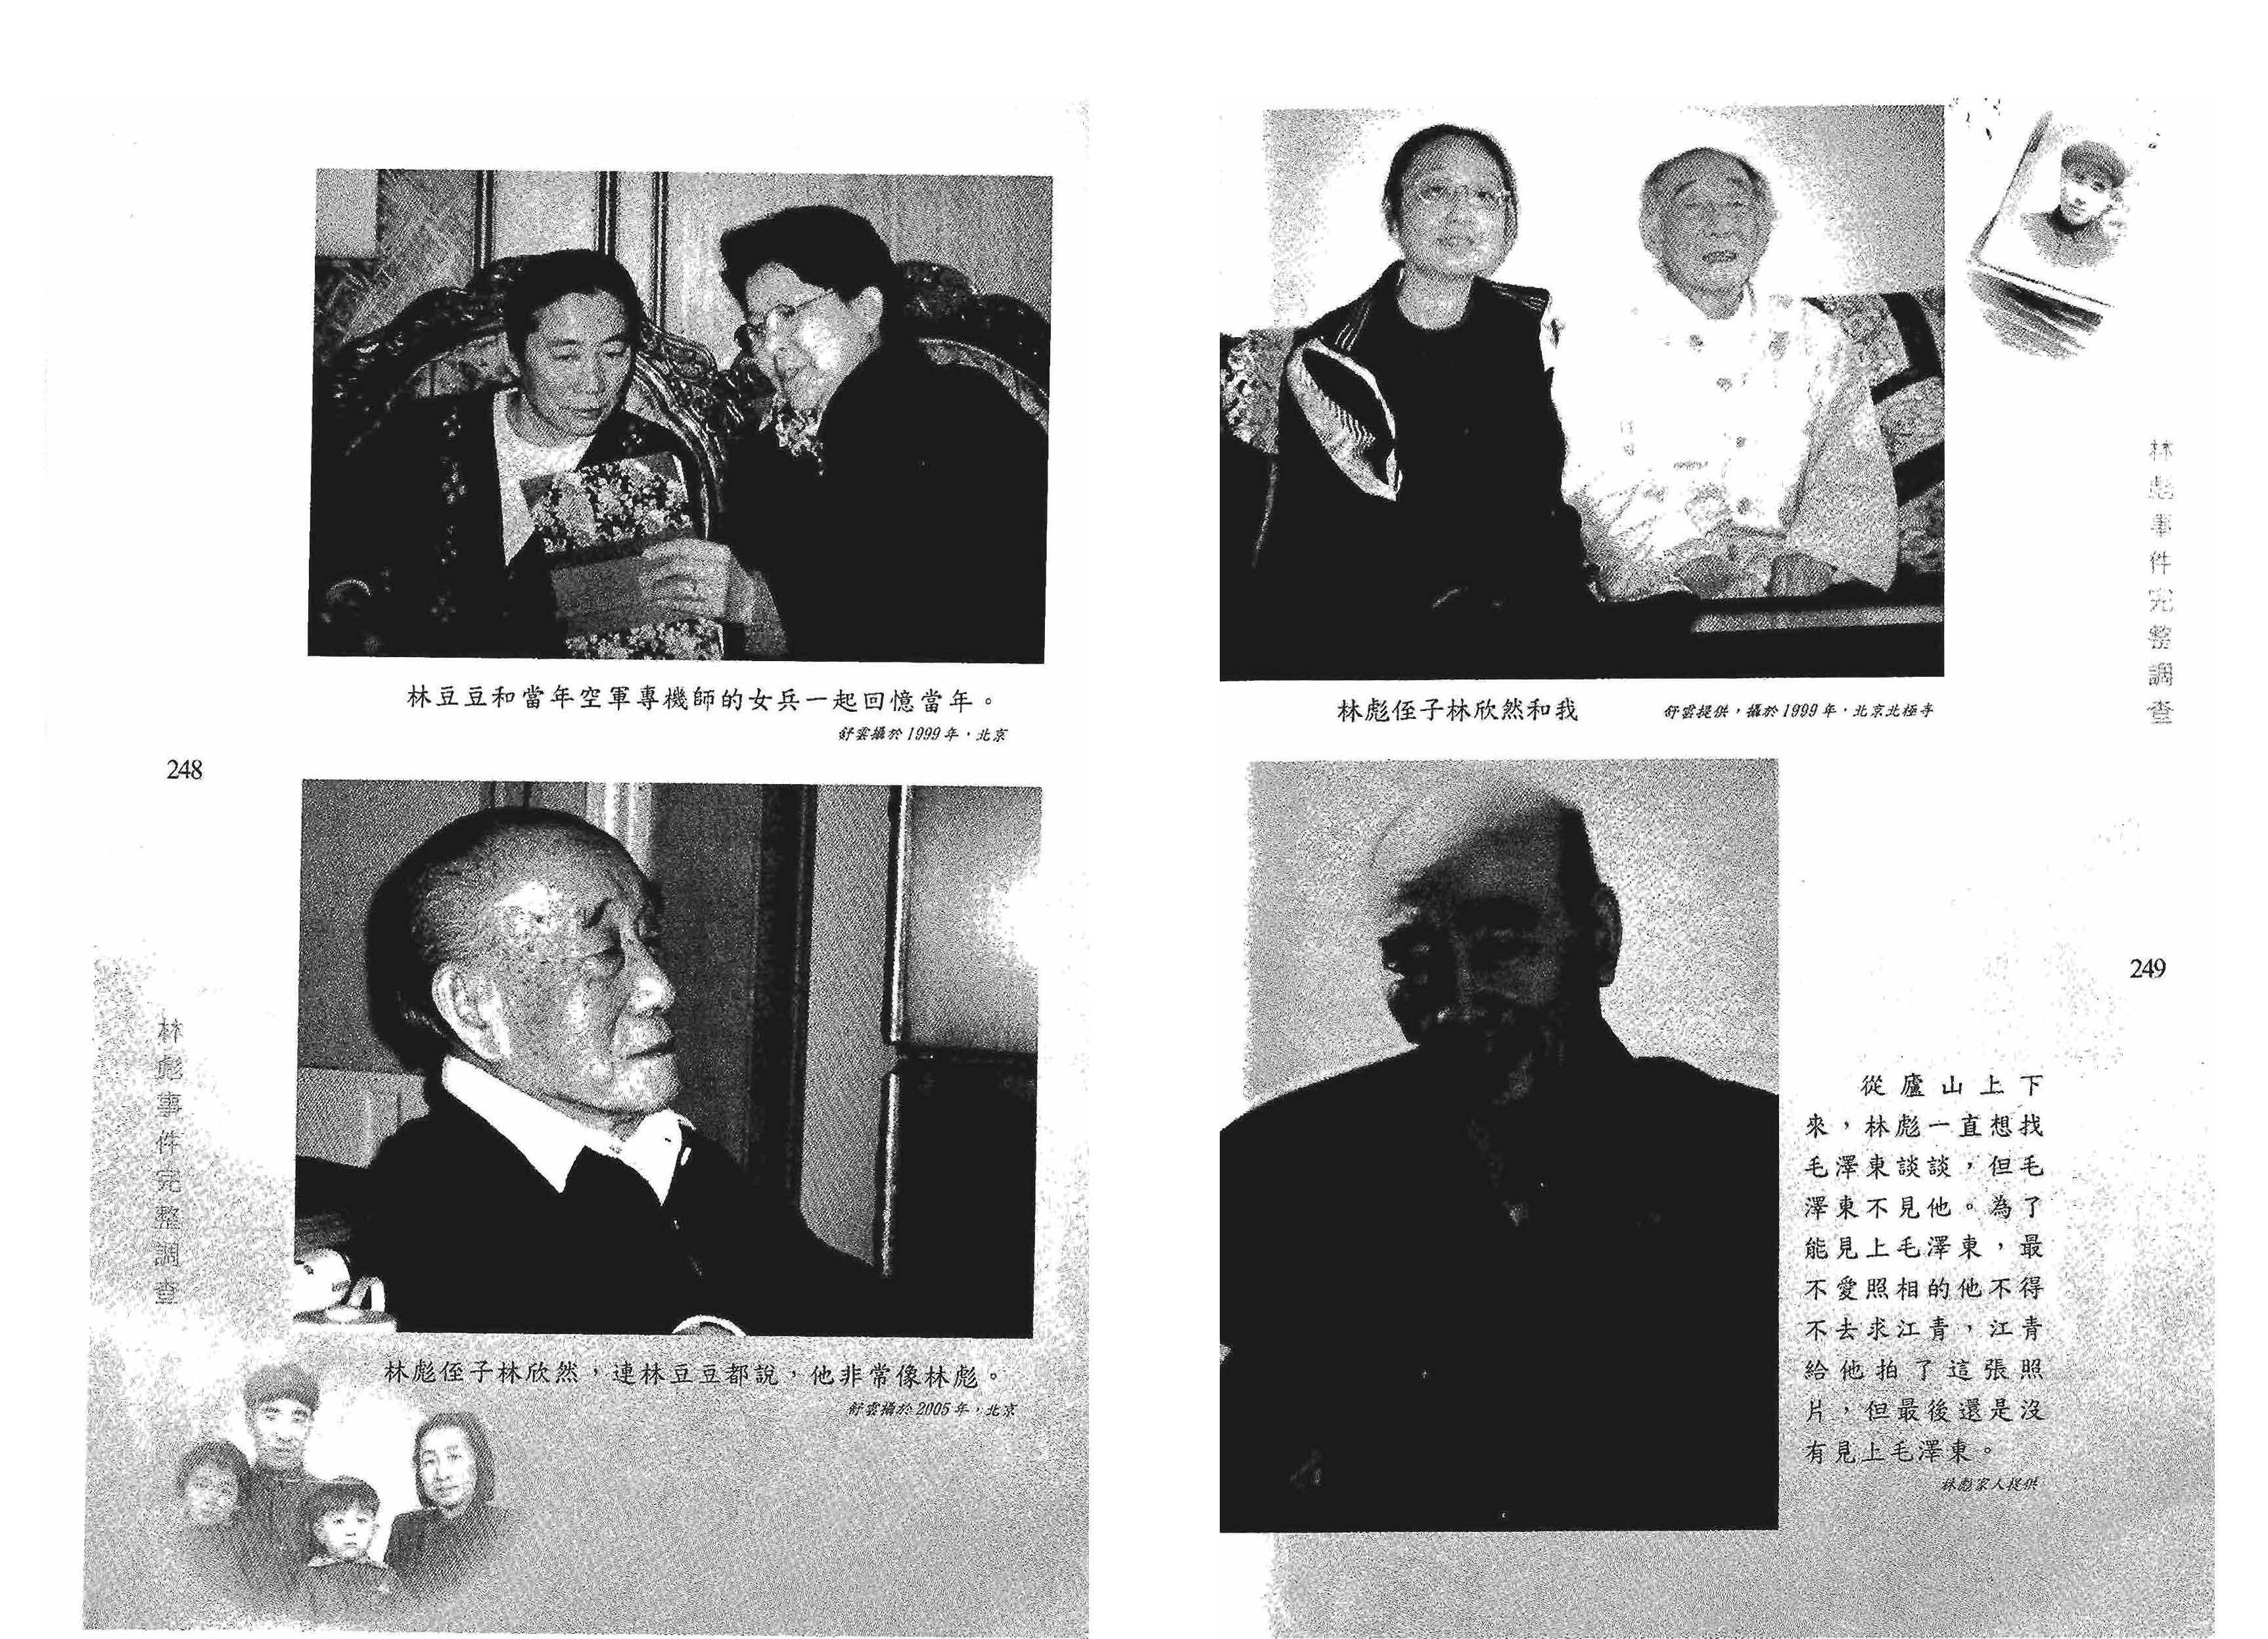 林豆豆和當年空軍專機師的女兵一起回憶當年。
舒雲攝於1999年，北京
248
林彪事件完整調查
林彪侄子林欣然，連林豆豆都說，他非常像林彪。
舒雲攝於2005年，北京
林彪侄子林欣然和我
舒雲提供，攝於1999年，北京北極寺
林彪事件完整調查
249
從廬山上下
來，林彪一直想找
毛澤東談談，但毛
澤東不見他。為了
能見上毛澤東，最
不愛照相的他不得
不去求江青，江青
給他拍了這張照
片，但最後還是沒
有見上毛澤東。
林彪家人提供